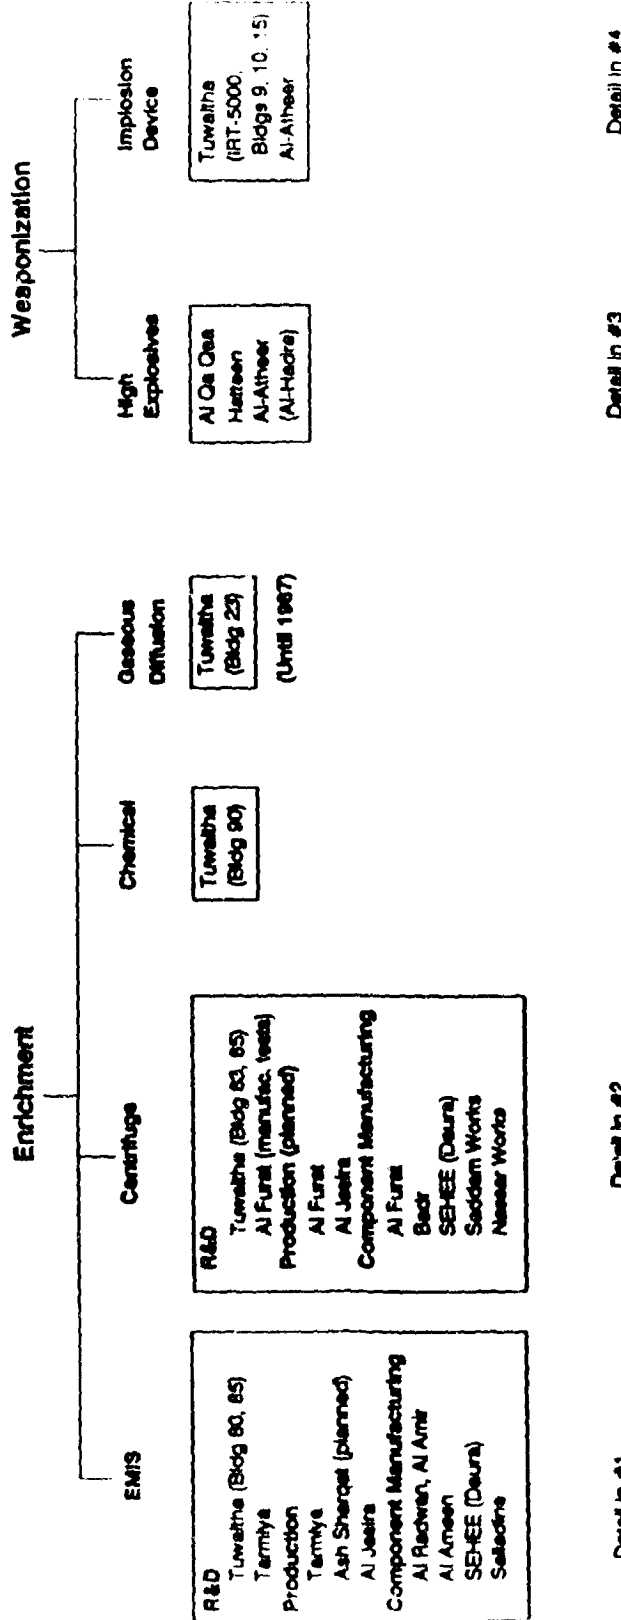 Enrichment
EMIS
R&D
Tuwaitha (Bldg 80, 85)
Tarmiya
Production
Tarmiya
Ash Sharqat (planned)
Al Jesira
Component Manufacturing
Al Radwan, Al Amir
Al Ameen
SEHEE (Daura)
Salladine
Detail in #1
Centrifuge
R&D
Tuwaitha (Bldg 63, 65)
Al Furat (manufac. tests)
Production (planned)
Al Furat
Al Jesira
Component Manufacturing
Al Furat
Badr
SEHEE (Daura)
Saddam Works
Nasser Works
Detail in #2
Chemical
Tuwaitha
(Bldg 90)
Gaseous
Diffusion
Tuwaitha
(Bldg 23)
(Until 1987)
Weaponization
High
Explosives
Al Qa Qaa
Hatteen
Al-Atheer
(Al-Hadre)
Detail in #3
Implosion
Device
Tuwaitha
(IRT-5000,
Bldgs 9, 10, 15)
Al-Atheer
Detail in #4